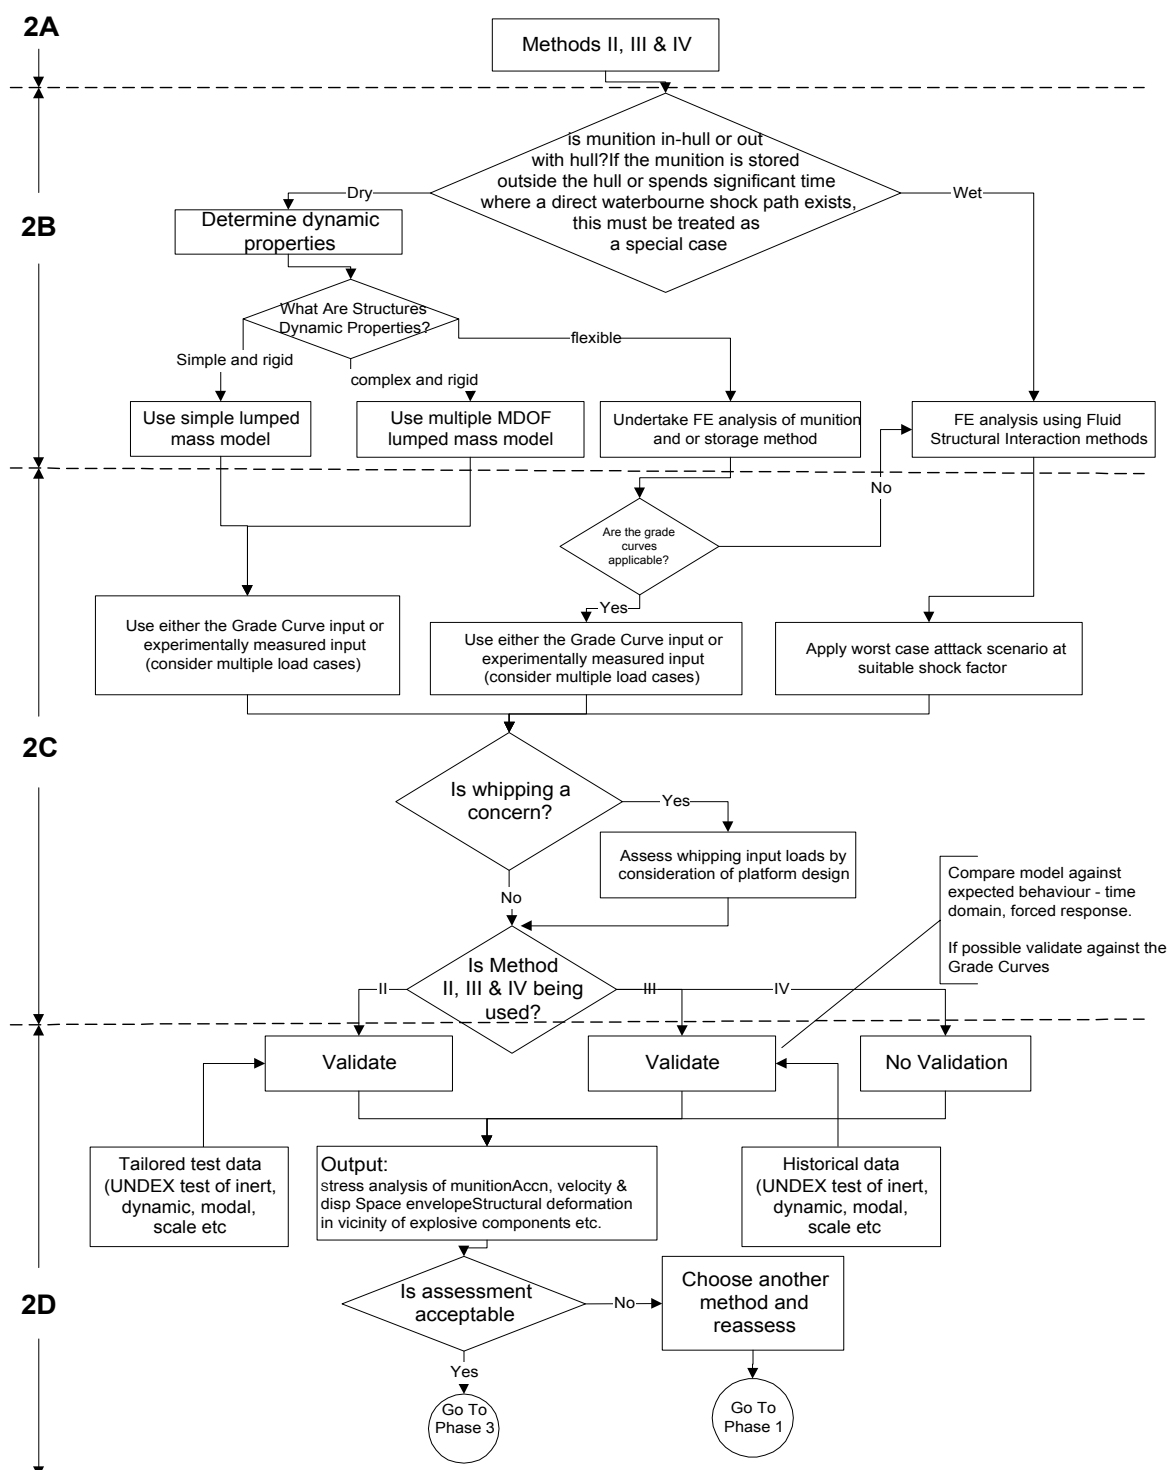 2A
Methods II, III & IV
is munition in-hull or out
with hull?If the munition is stored
outside the hull or spends significant time
where a direct waterbourne shock path exists,
this must be treated as
a special case
Dry
Wet
2B
Determine dynamic
properties
What Are Structures
Dynamic Properties?
flexible
Simple and rigid
complex and rigid
Use simple lumped
mass model
Use multiple MDOF
lumped mass model
Undertake FE analysis of munition
and or storage method
FE analysis using Fluid
Structural Interaction methods
No
Are the grade
curves
applicable?
Yes
Use either the Grade Curve input or
experimentally measured input
(consider multiple load cases)
Use either the Grade Curve input or
experimentally measured input
(consider multiple load cases)
Apply worst case atttack scenario at
suitable shock factor
2C
Is whipping a
concern?
Yes
Assess whipping input loads by
consideration of platform design
No
Compare model against
expected behaviour - time
domain, forced response.
If possible validate against the
Grade Curves
Is Method
II, III & IV being
used?
II
III
IV
Validate
Validate
No Validation
Tailored test data
(UNDEX test of inert,
dynamic, modal,
scale etc
Output:
stress analysis of munitionAccn, velocity &
disp Space envelopeStructural deformation
in vicinity of explosive components etc.
Historical data
(UNDEX test of inert,
dynamic, modal,
scale etc
2D
Is assessment
acceptable
No
Choose another
method and
reassess
Yes
Go To
Phase 3
Go To
Phase 1